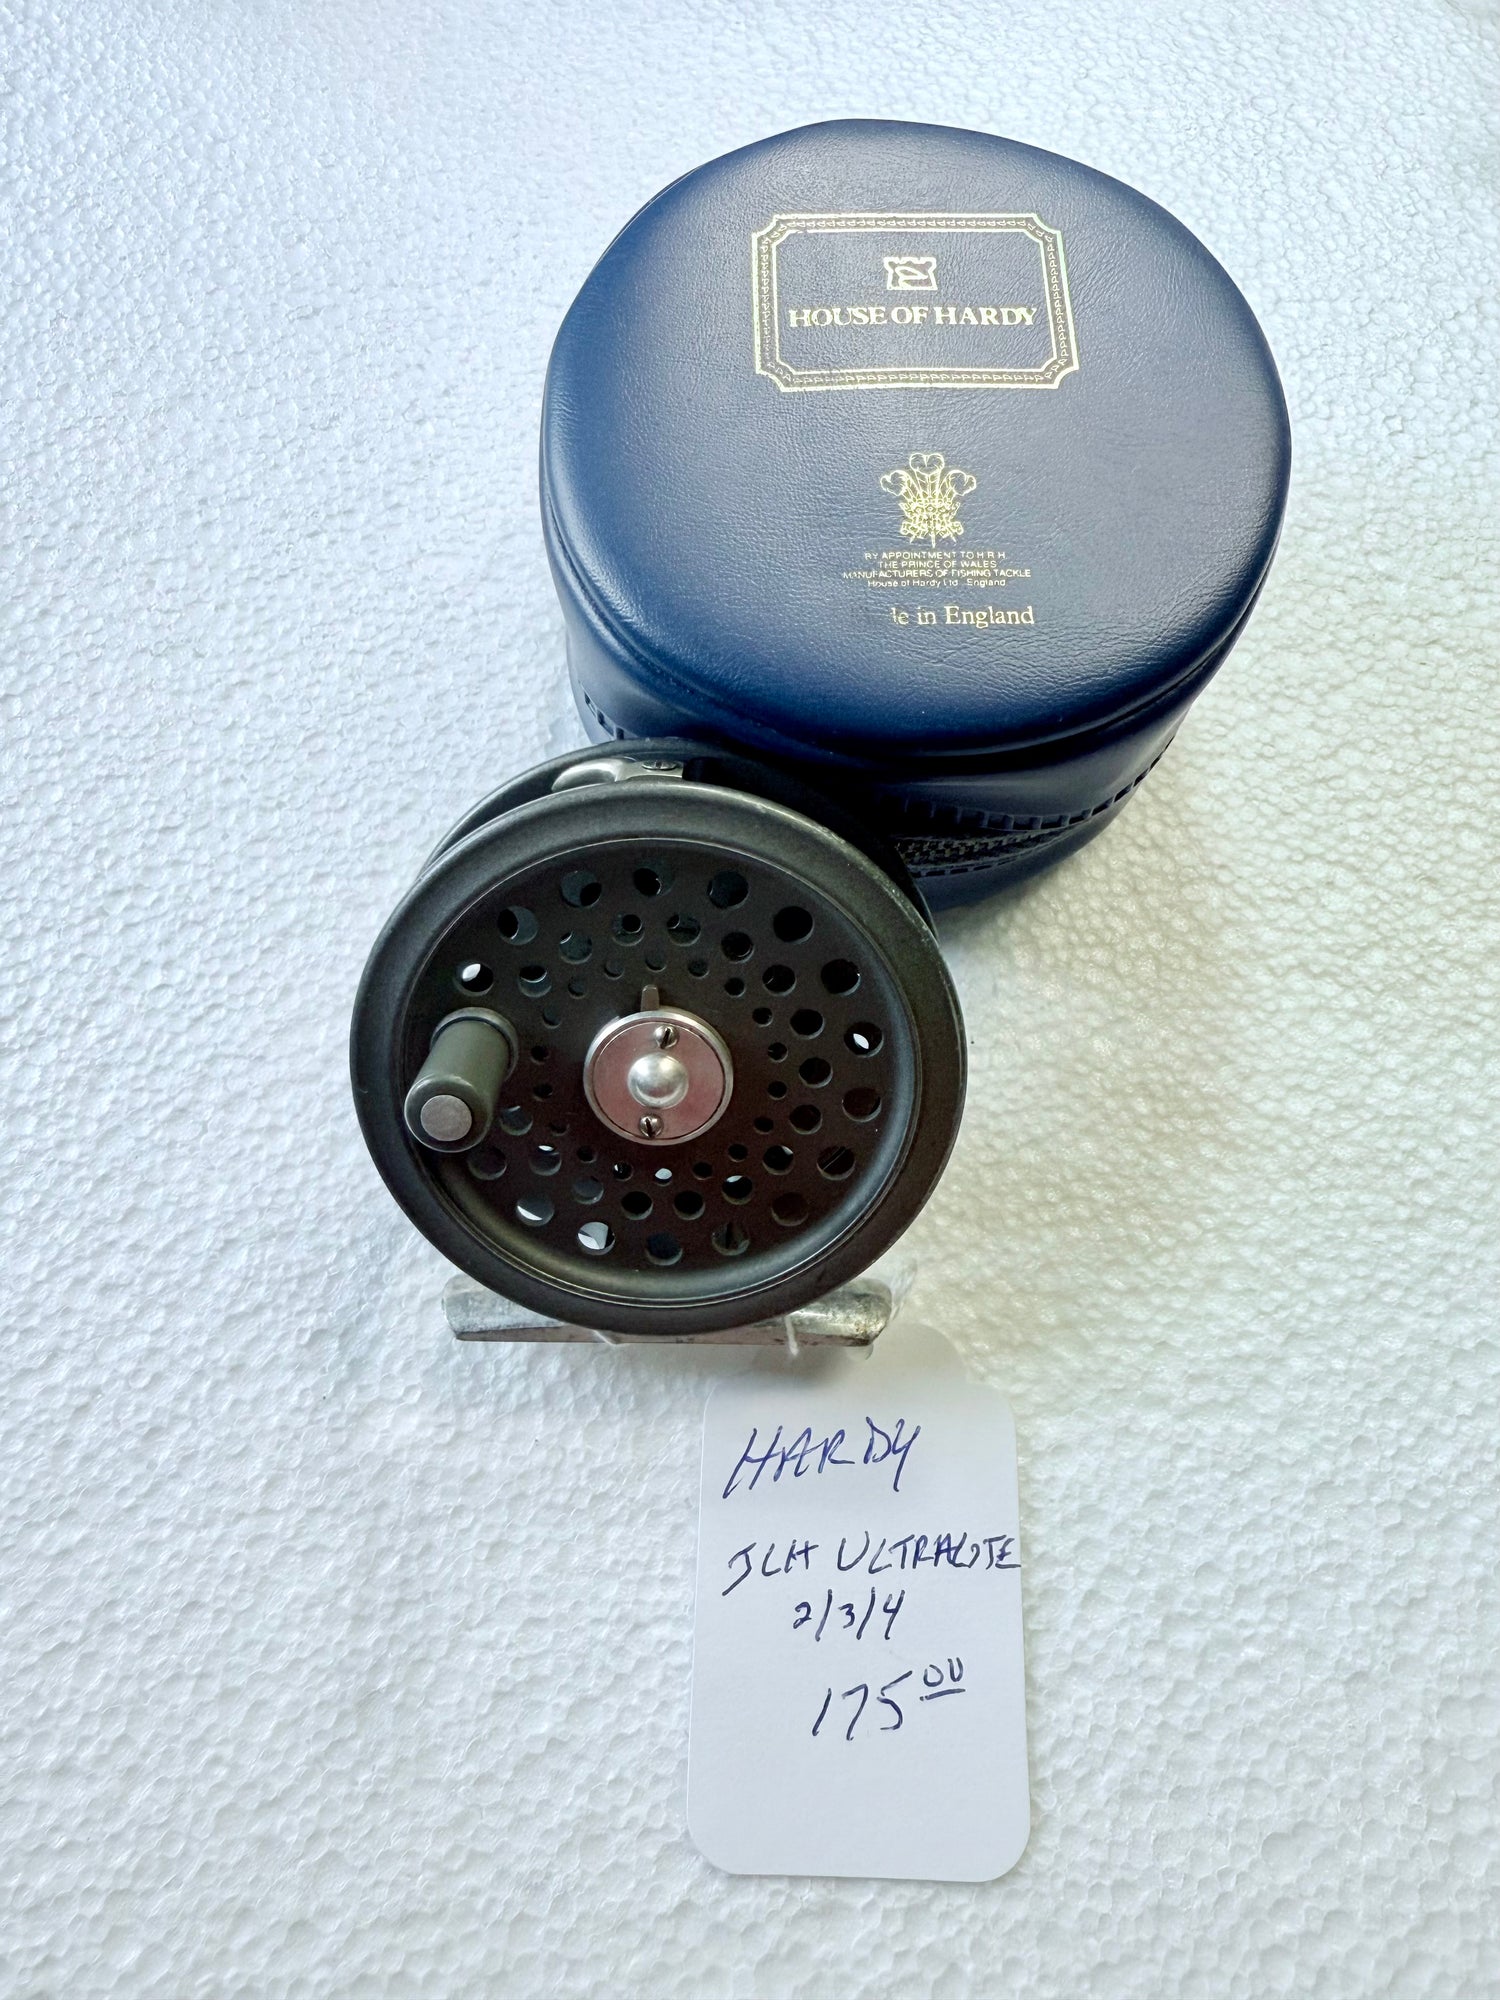 HOUSE OF HARDY
BY APPOINTMENT TO H.R.H.
THE PRINCE OF WALES
MANUFACTURERS OF FISHING TACKLE
House of Hardy Ltd. England
in England
HARDY
JLH ULTRALITE
2/3/4
175.00